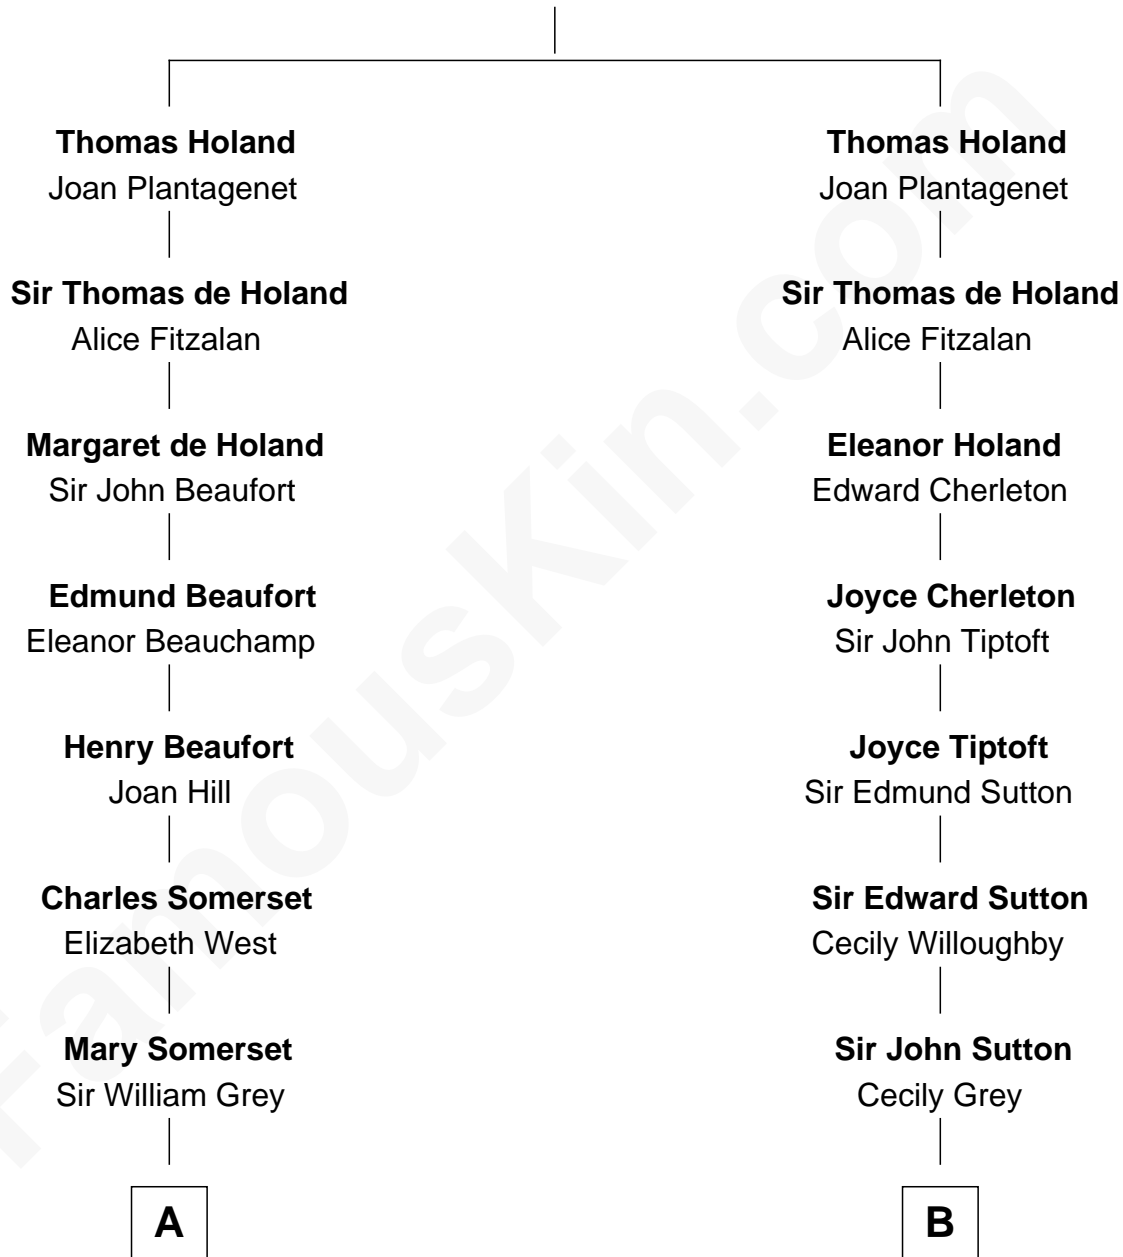 Thomas Holand
Joan Plantagenet
Sir Thomas de Holand
Alice Fitzalan
Margaret de Holand
Sir John Beaufort
Edmund Beaufort
Eleanor Beauchamp
Henry Beaufort
Joan Hill
Charles Somerset
Elizabeth West
Mary Somerset
Sir William Grey
A
Thomas Holand
Joan Plantagenet
Sir Thomas de Holand
Alice Fitzalan
Eleanor Holand
Edward Cherleton
Joyce Cherleton
Sir John Tiptoft
Joyce Tiptoft
Sir Edmund Sutton
Sir Edward Sutton
Cecily Willoughby
Sir John Sutton
Cecily Grey
B
FamousKin.com